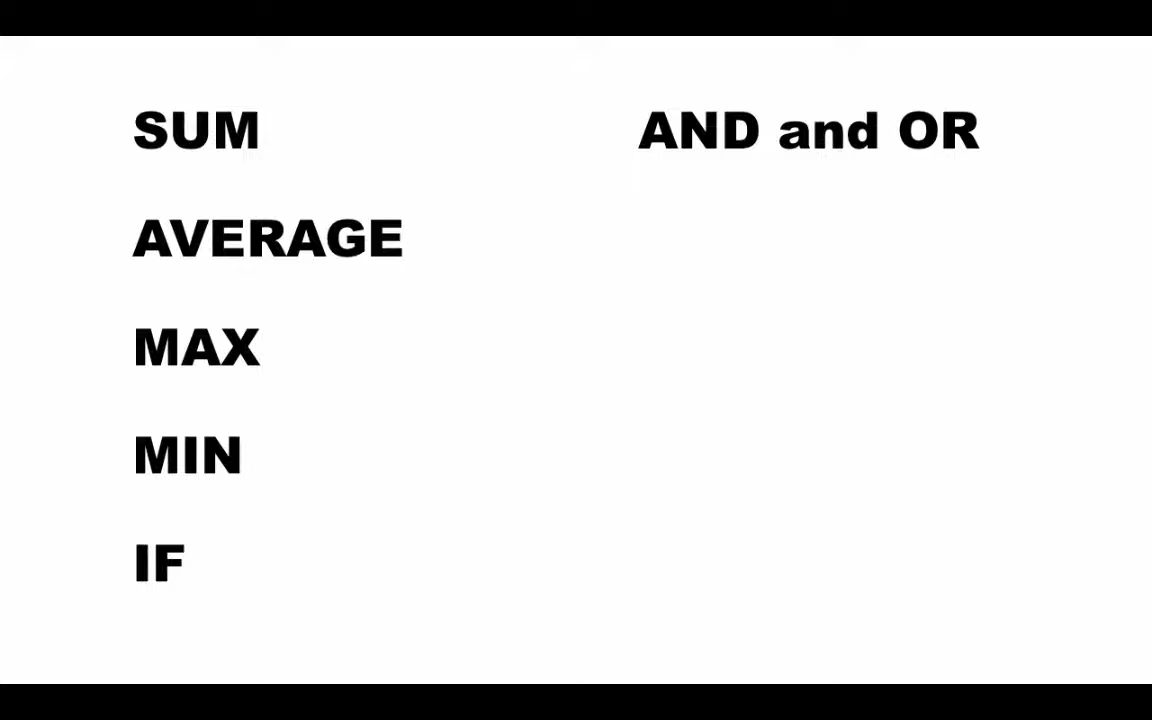 SUM
AVERAGE
MAX
MIN
IF
AND and OR